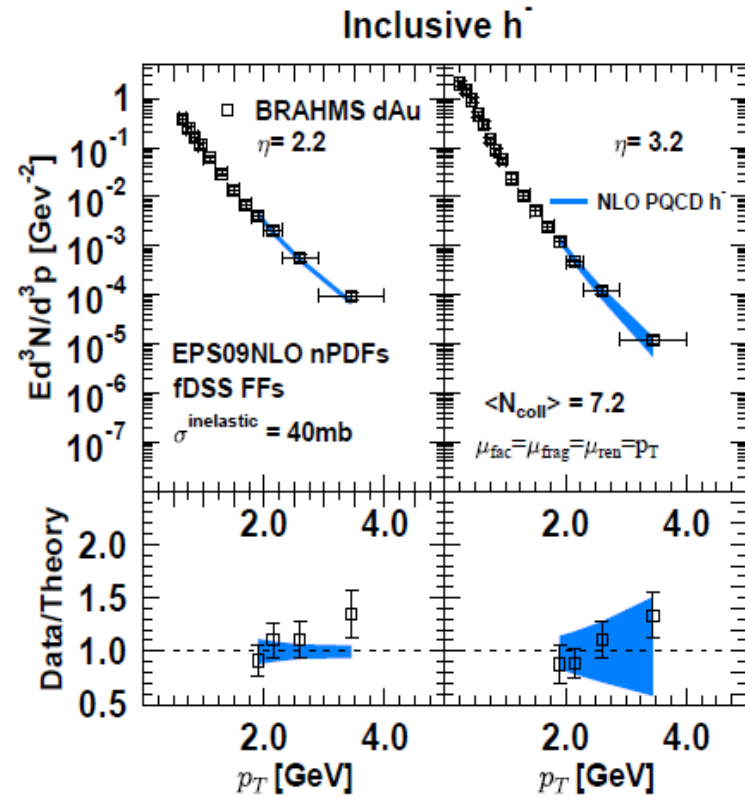 Inclusive h⁻
Ed³N/d³p [Gev⁻²]
1
10⁻¹
10⁻²
10⁻³
10⁻⁴
10⁻⁵
10⁻⁶
10⁻⁷
BRAHMS dAu
η= 2.2
EPS09NLO nPDFs
fDSS FFs
σ^inelastic = 40mb
η= 3.2
NLO PQCD h⁻
<N_coll> = 7.2
μ_fac=μ_frag=μ_ren=p_T
Data/Theory
2.0
1.5
1.0
0.5
2.0 4.0
2.0 4.0
2.0 4.0
2.0 4.0
p_T [GeV]
p_T [GeV]